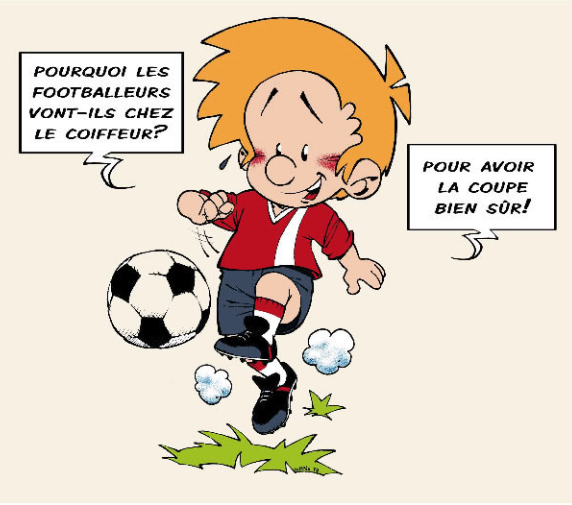 POURQUOI LES
FOOTBALLEURS
VONT-ILS CHEZ
LE COIFFEUR?
POUR AVOIR
LA COUPE
BIEN SÛR!